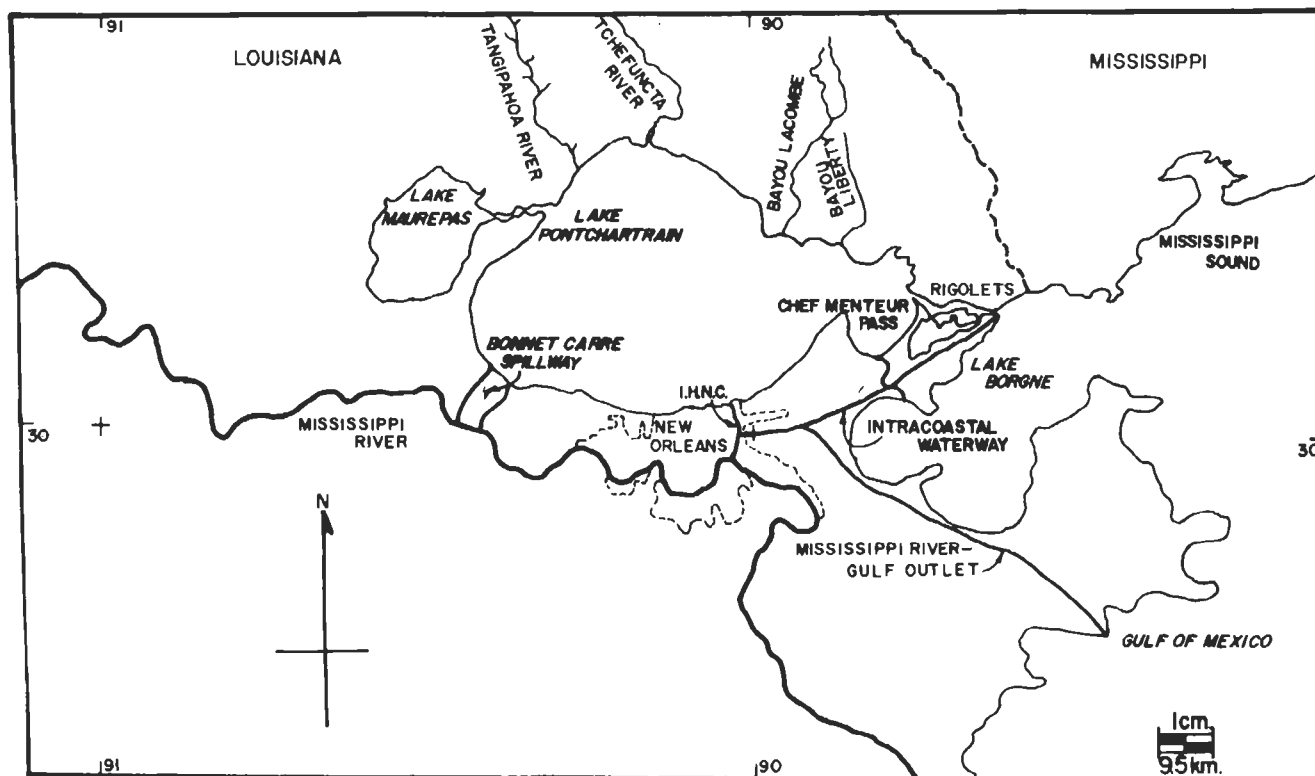 91
90
LOUISIANA
MISSISSIPPI
TANGIPAHOA RIVER
TCHEFUNCTA
RIVER
BAYOU LACOMBE
BAYOU
LIBERTY
LAKE
MAUREPAS
LAKE
PONTCHARTRAIN
MISSISSIPPI
SOUND
RIGOLETS
CHEF MENTEUR
PASS
BONNET CARRE
SPILLWAY
LAKE
BORGNE
I.H.N.C.
30
MISSISSIPPI
RIVER
NEW
ORLEANS
INTRACOASTAL
WATERWAY
30
N
MISSISSIPPI RIVER–
GULF OUTLET
GULF OF MEXICO
1cm.
9.5km.
91
90